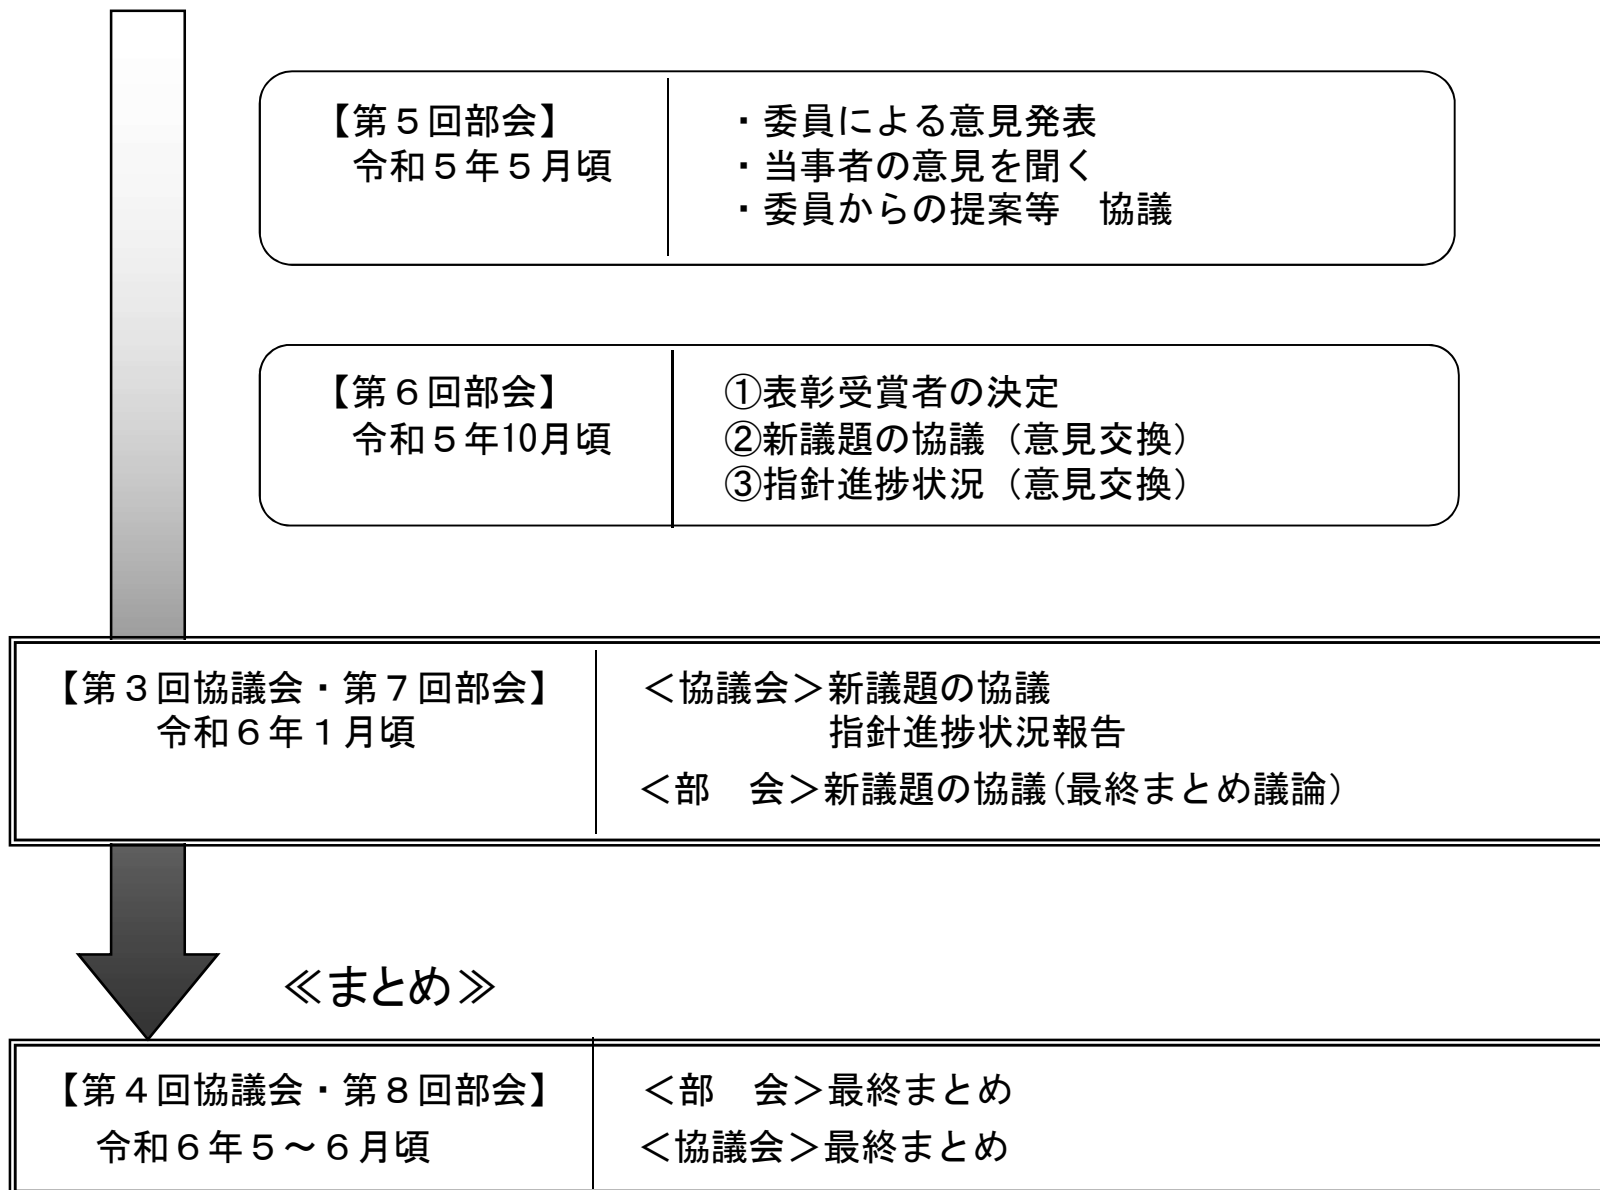 【第５回部会】
令和５年５月頃
・委員による意見発表
・当事者の意見を聞く
・委員からの提案等　協議
【第６回部会】
令和５年10月頃
①表彰受賞者の決定
②新議題の協議（意見交換）
③指針進捗状況（意見交換）
【第３回協議会・第７回部会】
令和６年１月頃
＜協議会＞新議題の協議
指針進捗状況報告
＜部　会＞新議題の協議（最終まとめ議論）
≪まとめ≫
【第４回協議会・第８回部会】
令和６年５～６月頃
＜部　会＞最終まとめ
＜協議会＞最終まとめ